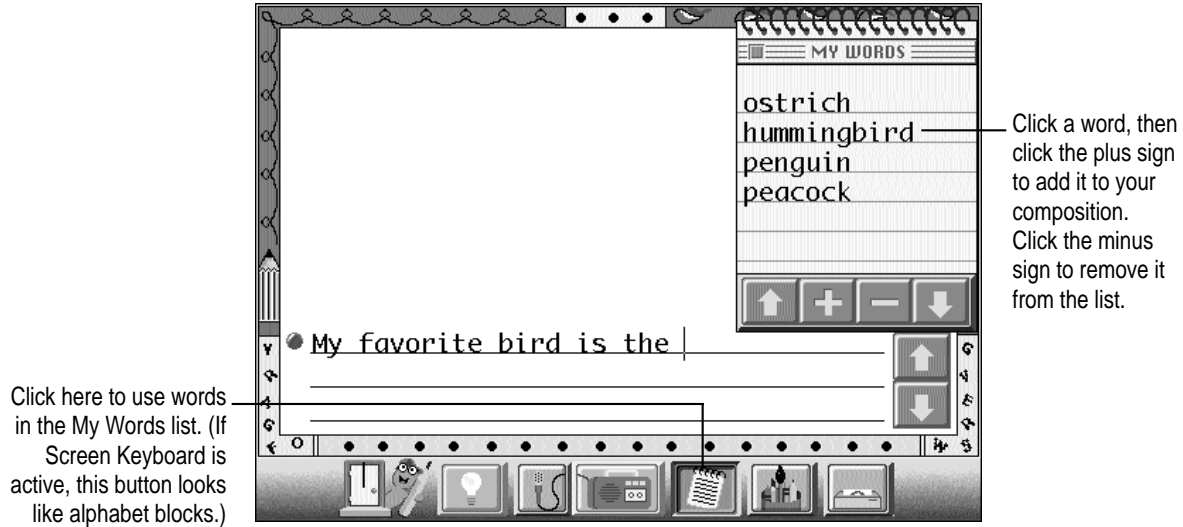 MY WORDS
ostrich
hummingbird
penguin
peacock
Click a word, then
click the plus sign
to add it to your
composition.
Click the minus
sign to remove it
from the list.
My favorite bird is the
Click here to use words
in the My Words list. (If
Screen Keyboard is
active, this button looks
like alphabet blocks.)